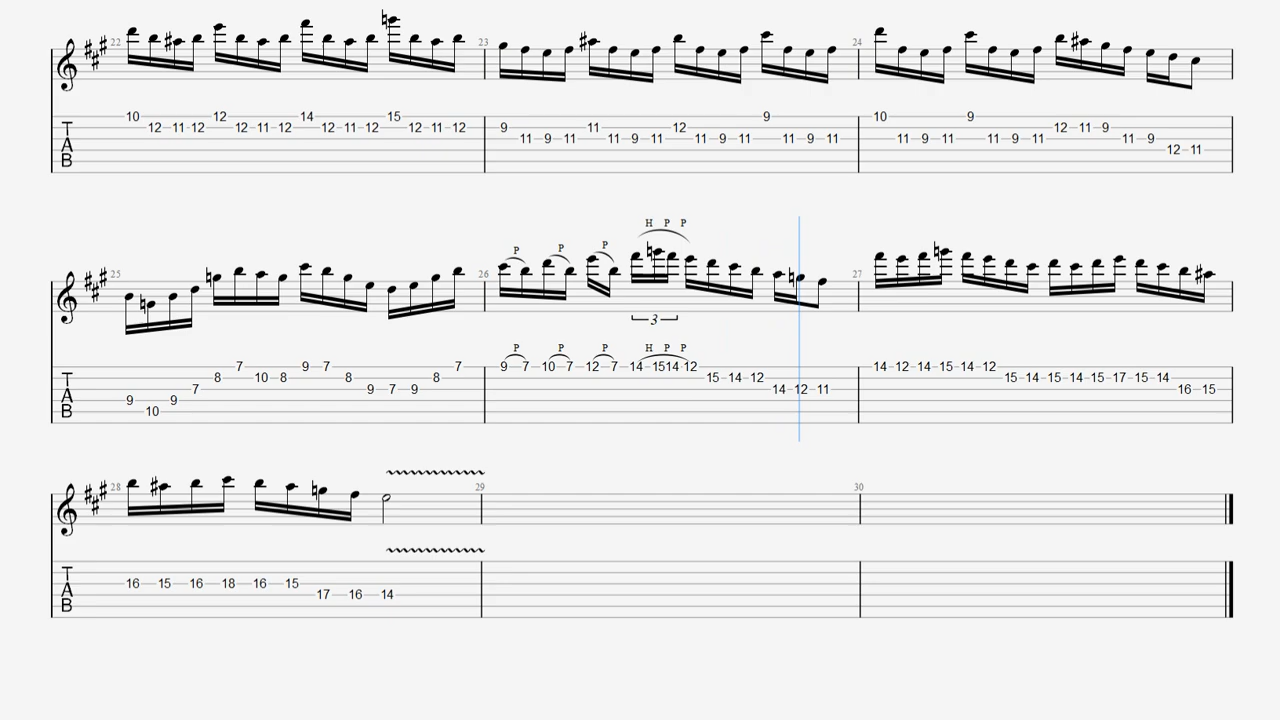 22 23 24
10 12 14 15 9 10 9
T 12 11 12 12 11 12 12 11 12 12 11 12 9 11 12 12 11 9
A 11 9 11 11 9 11 11 9 11 11 9 11 11 9 11 11 9 11 11 9
12 11
B
H P P
P P P
25 26 27
3
P P P H P P
7 9 7 7 9 7 10 7 12 7 14 15 14 12 14 12 14 15 14 12
T 8 10 8 8 8 15 14 12 15 14 15 14 15 17 15 14
7 9 7 9 14 12 11 16 15
A 9 9
B 10
28 29 30
T
A 16 15 16 18 16 15
17 16 14
B